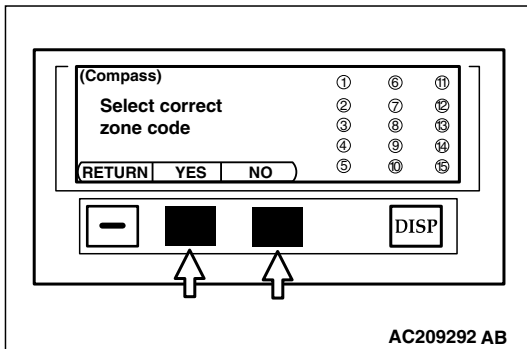 (Compass)
Select correct
zone code
① ⑥ ⑪
② ⑦ ⑫
③ ⑧ ⑬
④ ⑨ ⑭
⑤ ⑩ ⑮
RETURN YES NO
DISP
AC209292 AB